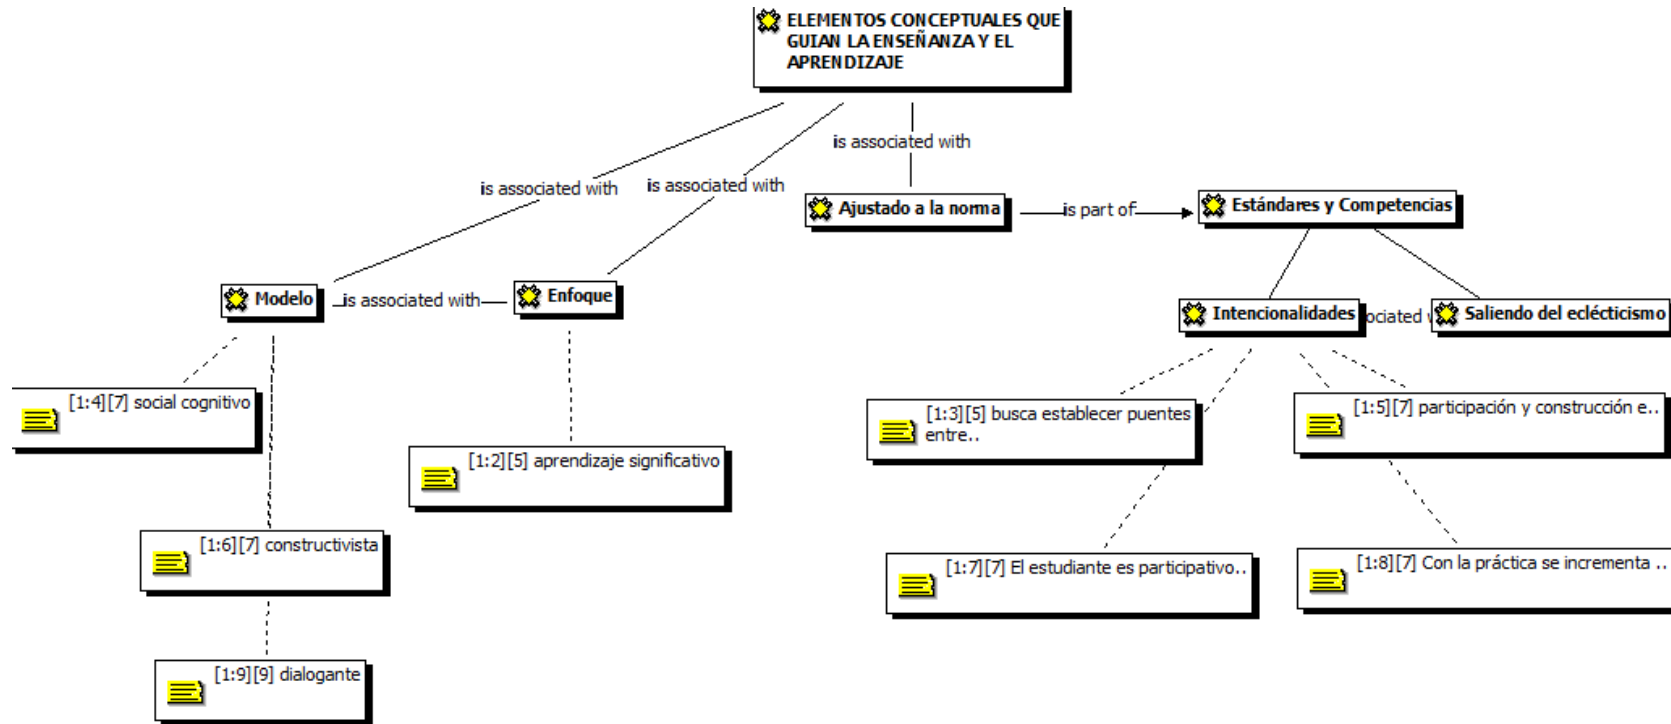 ELEMENTOS CONCEPTUALES QUE
GUIAN LA ENSEÑANZA Y EL
APRENDIZAJE
is associated with
is associated with
is associated with
Ajustado a la norma
is part of
Estándares y Competencias
Modelo
is associated with
Enfoque
Intencionalidades
ociated w
Saliendo del eclécticismo
[1:4][7] social cognitivo
[1:3][5] busca establecer puentes
entre..
[1:5][7] participación y construcción e..
[1:2][5] aprendizaje significativo
[1:6][7] constructivista
[1:7][7] El estudiante es participativo..
[1:8][7] Con la práctica se incrementa ..
[1:9][9] dialogante